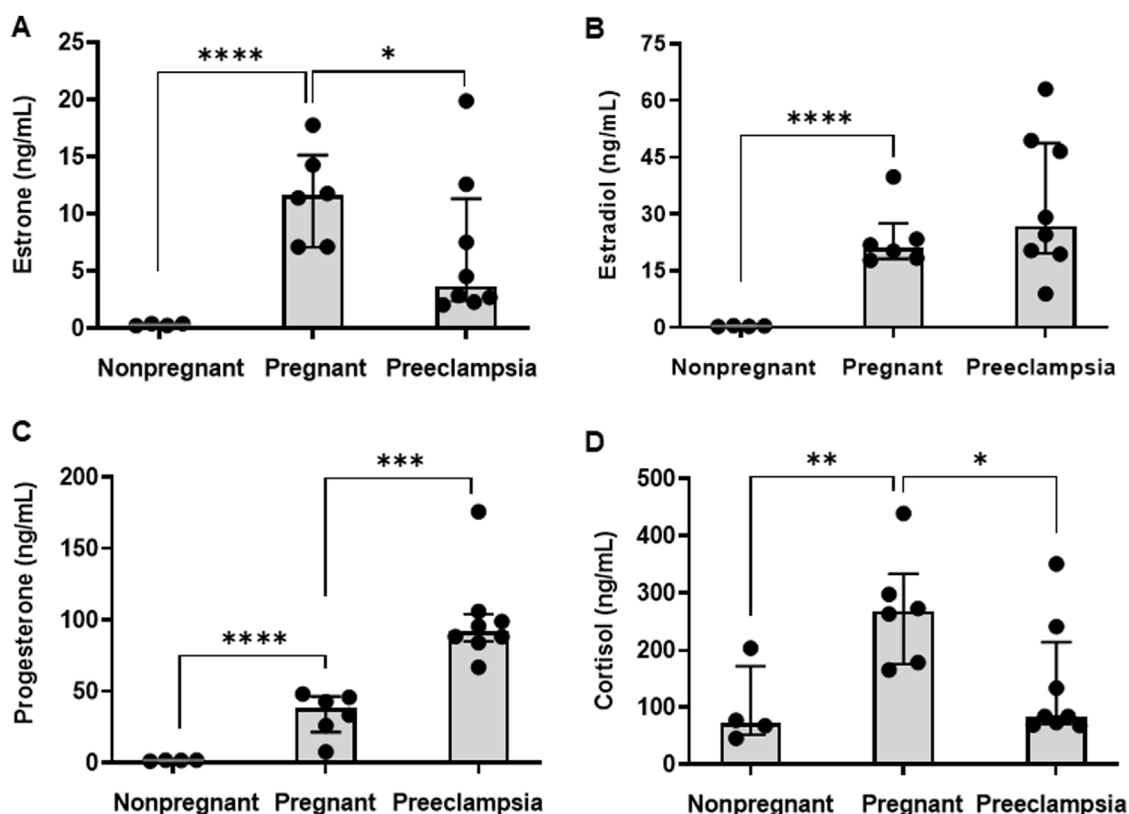 A
Estrone (ng/mL)
25
20
15
10
5
0
****
*
Nonpregnant
Pregnant
Preeclampsia
B
Estradiol (ng/mL)
75
60
45
30
15
0
****
Nonpregnant
Pregnant
Preeclampsia
C
Progesterone (ng/mL)
200
150
100
50
0
****
***
Nonpregnant
Pregnant
Preeclampsia
D
Cortisol (ng/mL)
500
400
300
200
100
0
**
*
Nonpregnant
Pregnant
Preeclampsia